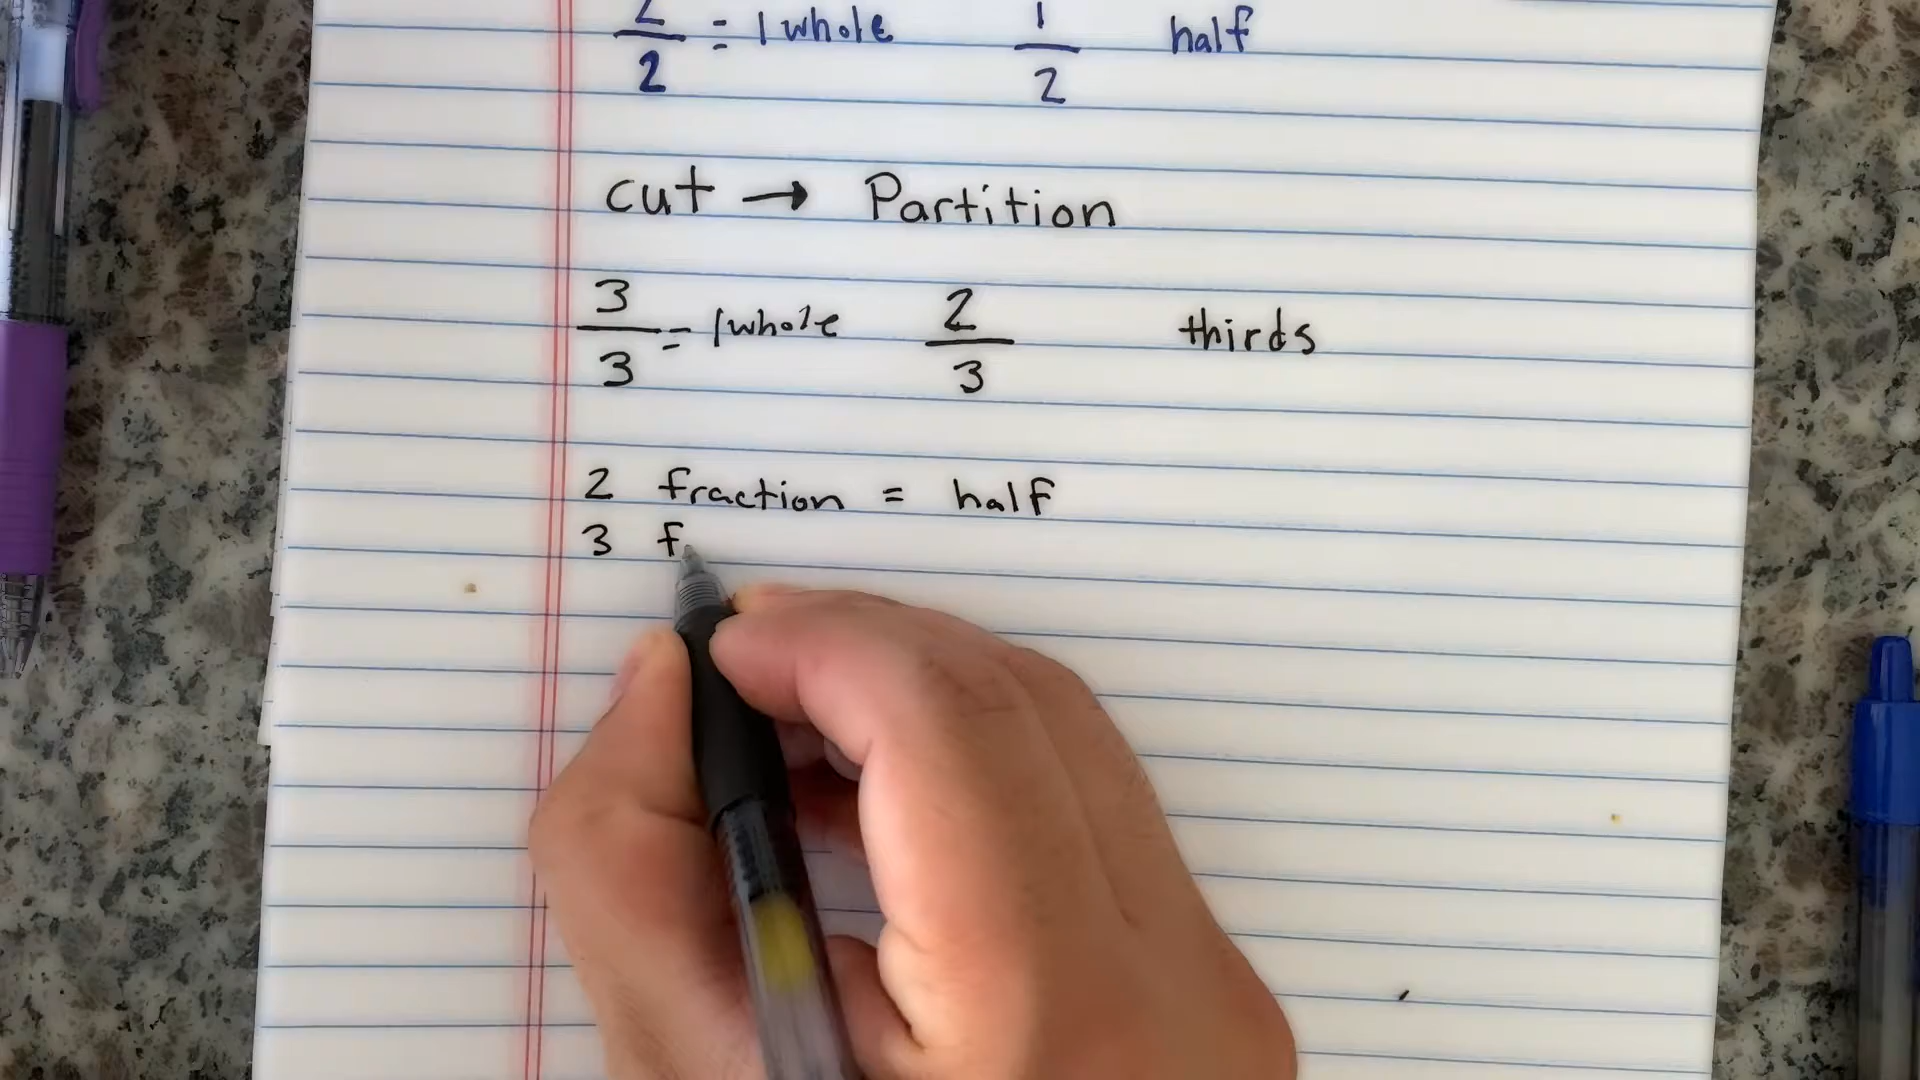 2/2 = 1 whole 1/2 half
cut → Partition
3/3 = 1 whole 2/3 thirds
2 fraction = half
3 f